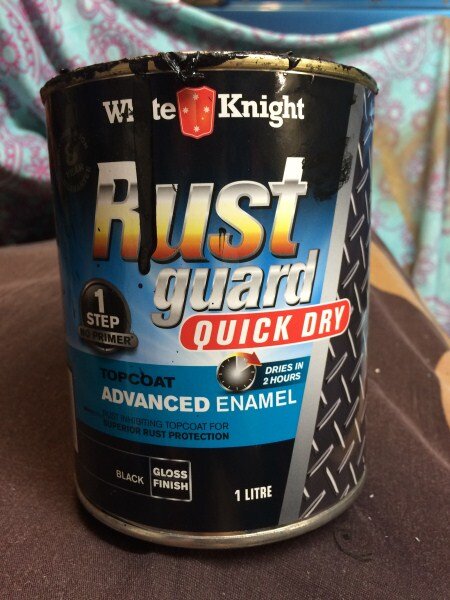 White Knight
Rust
guard
QUICK DRY
1
STEP
NO PRIMER*
DRIES IN
2 HOURS
TOPCOAT
ADVANCED ENAMEL
RUST INHIBITING TOPCOAT FOR
SUPERIOR RUST PROTECTION
BLACK
GLOSS
FINISH
1 LITRE